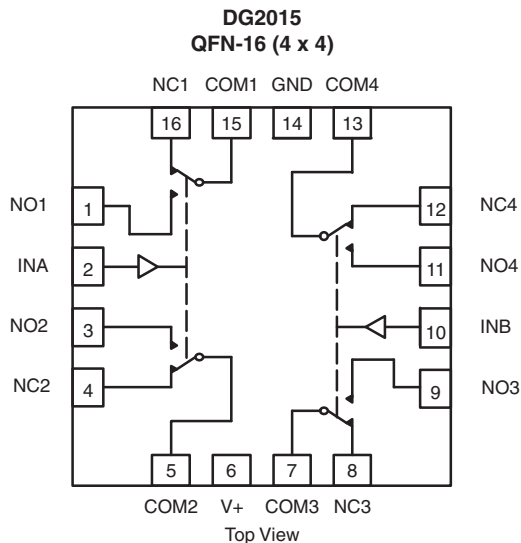 DG2015
QFN-16 (4 x 4)
NC1 COM1 GND COM4
16 15 14 13
NO1 1 12 NC4
INA 2 11 NO4
NO2 3 10 INB
NC2 4 9 NO3
5 6 7 8
COM2 V+ COM3 NC3
Top View